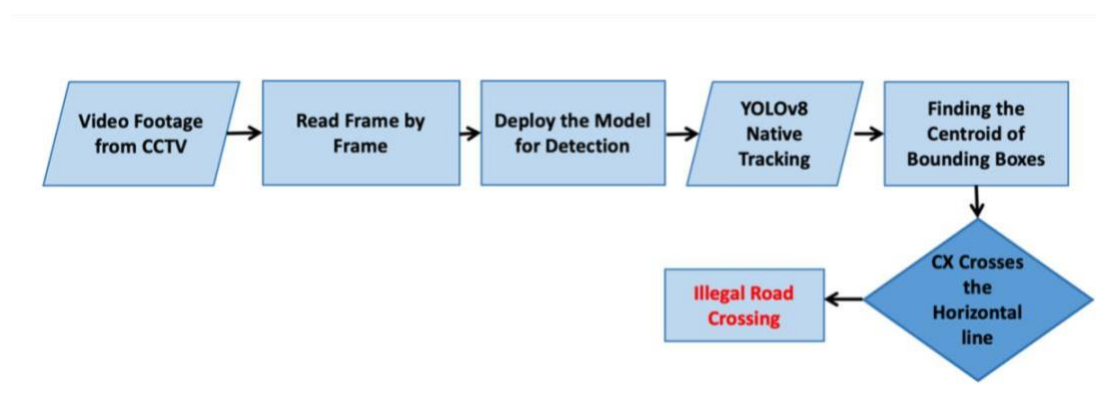 Video Footage
from CCTV
Read Frame by
Frame
Deploy the Model
for Detection
YOLOv8
Native
Tracking
Finding the
Centroid of
Bounding Boxes
CX Crosses
the
Horizontal
line
Illegal Road
Crossing